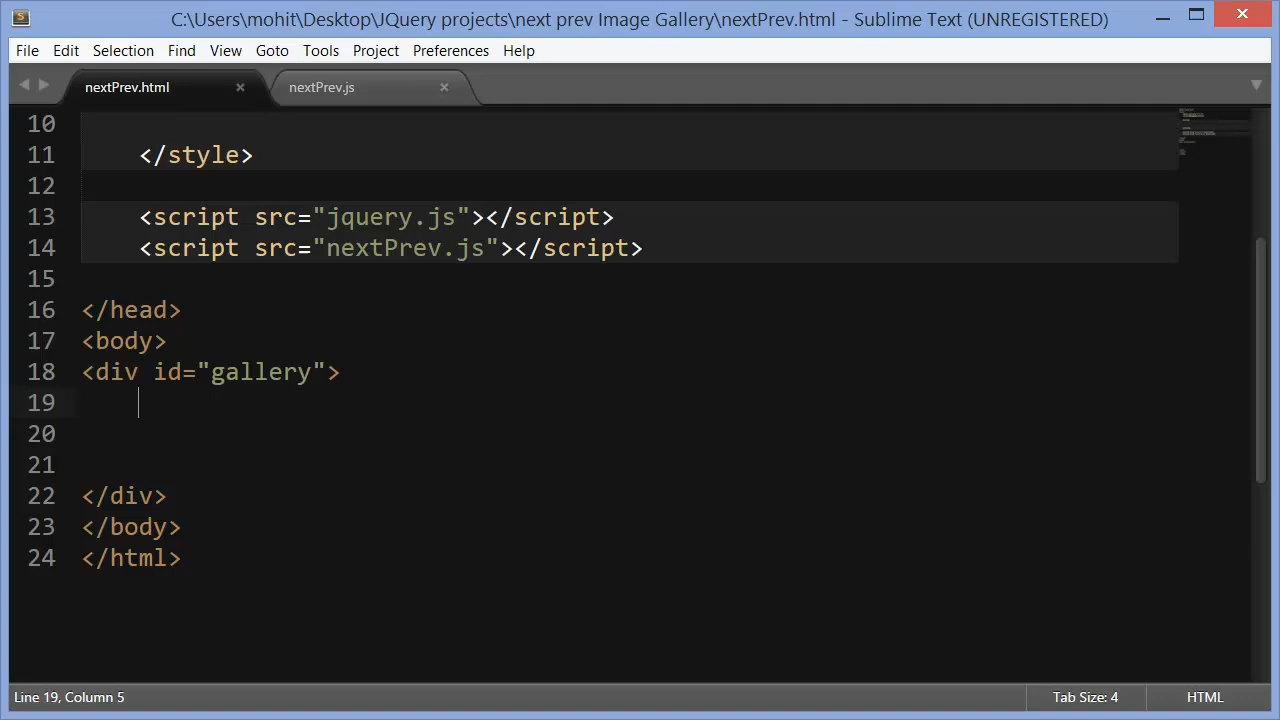 C:\Users\mohit\Desktop\JQuery projects\next prev Image Gallery\nextPrev.html - Sublime Text (UNREGISTERED)
File Edit Selection Find View Goto Tools Project Preferences Help
nextPrev.html × nextPrev.js ×
10
11 </style>
12
13 <script src="jquery.js"></script>
14 <script src="nextPrev.js"></script>
15
16 </head>
17 <body>
18 <div id="gallery">
19
20
21
22 </div>
23 </body>
24 </html>
Line 19, Column 5 Tab Size: 4 HTML